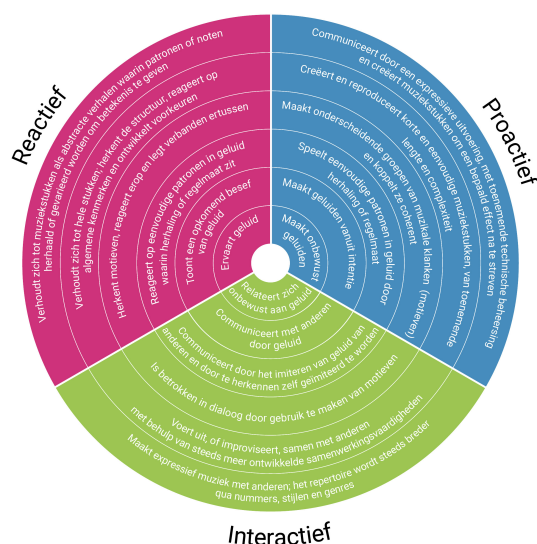 Reactief
Verhoudt zich tot muziekstukken als abstracte verhalen waarin patronen of noten
herhaald of gevarieerd worden om betekenis te geven
Verhoudt zich tot hele stukken; herkent de structuur, reageert op
algemene kenmerken en ontwikkelt voorkeuren
Herkent motieven, reageert erop en legt verbanden ertussen
Reageert op eenvoudige patronen in geluid
waarin herhaling of regelmaat zit
Toont een opkomend besef
van geluid
Ervaart geluid
Proactief
Communiceert door een expressieve uitvoering, met toenemende technische beheersing
en creëert muziekstukken om een bepaald effect na te streven
Creëert en reproduceert korte en eenvoudige muziekstukken, van toenemende
lengte en complexiteit
Maakt onderscheidende groepen van muzikale klanken (motieven)
en koppelt ze coherent
Speelt eenvoudige patronen in geluid door
herhaling of regelmaat
Maakt geluiden vanuit intentie
Maakt onbewust
geluiden
Relateert zich
onbewust aan geluid
Communiceert met anderen
door geluid
Communiceert door het imiteren van geluid van
anderen en door te herkennen zelf geïmiteerd te worden
Is betrokken in dialoog door gebruik te maken van motieven
Voert uit, of improviseert, samen met anderen
met behulp van steeds meer ontwikkelde samenwerkingsvaardigheden
Maakt expressief muziek met anderen; het repertoire wordt steeds breder
qua nummers, stijlen en genres
Interactief